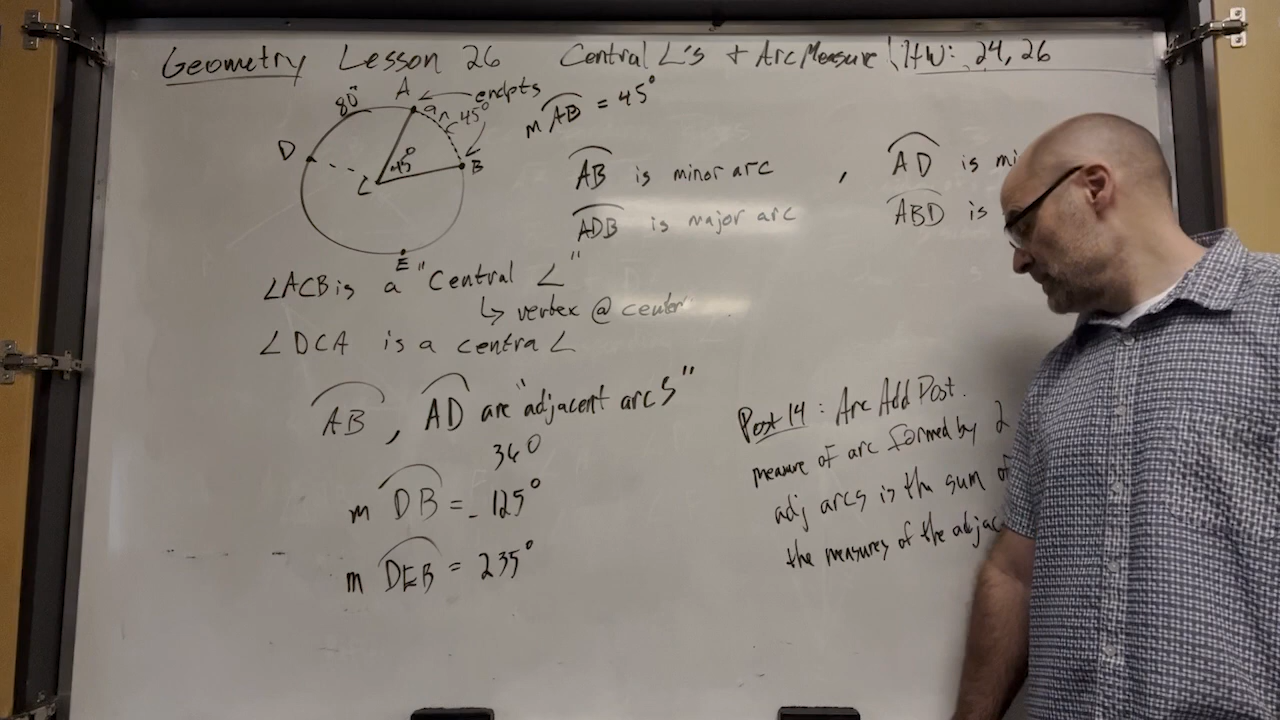 Geometry Lesson 26 Central ∠'s + Arc Measure HW: 24, 26
80°
A
endpts
45°
m AB = 45°
D
45°
B
C
E
AB is minor arc , AD is mi
ADB is major arc
ABD is
∠ACB is a "Central ∠"
↳ vertex @ center
∠DCA is a central ∠
AB , AD are "adjacent arcs"
360
m DB = - 125°
m DEB = 235°
Post 14 : Arc Add Post.
measure of arc formed by 2
adj arcs is th sum of
the measures of the adjac